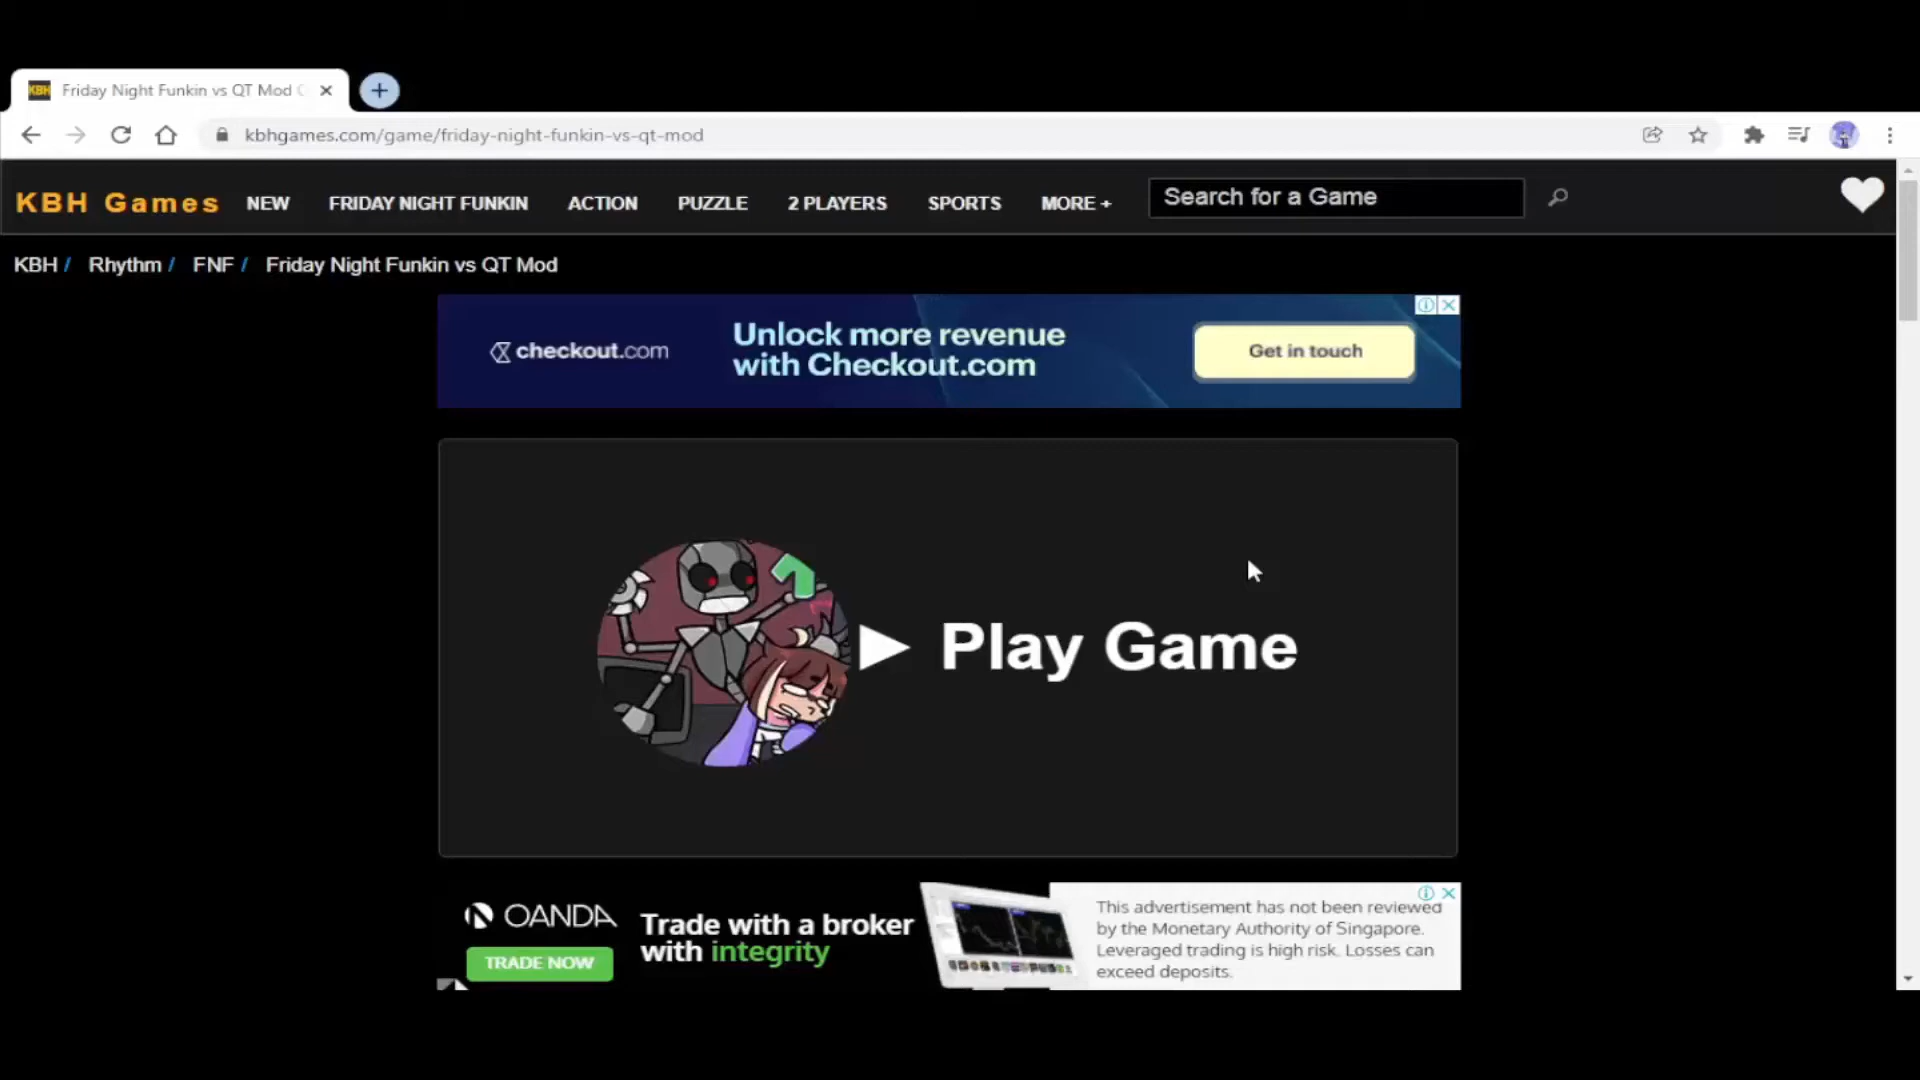 KBH Friday Night Funkin vs QT Mod
kbhgames.com/game/friday-night-funkin-vs-qt-mod
KBH Games NEW FRIDAY NIGHT FUNKIN ACTION PUZZLE 2 PLAYERS SPORTS MORE + Search for a Game
KBH / Rhythm / FNF / Friday Night Funkin vs QT Mod
checkout.com
Unlock more revenue
with Checkout.com
Get in touch
Play Game
OANDA
TRADE NOW
Trade with a broker
with integrity
This advertisement has not been reviewed
by the Monetary Authority of Singapore.
Leveraged trading is high risk. Losses can
exceed deposits.